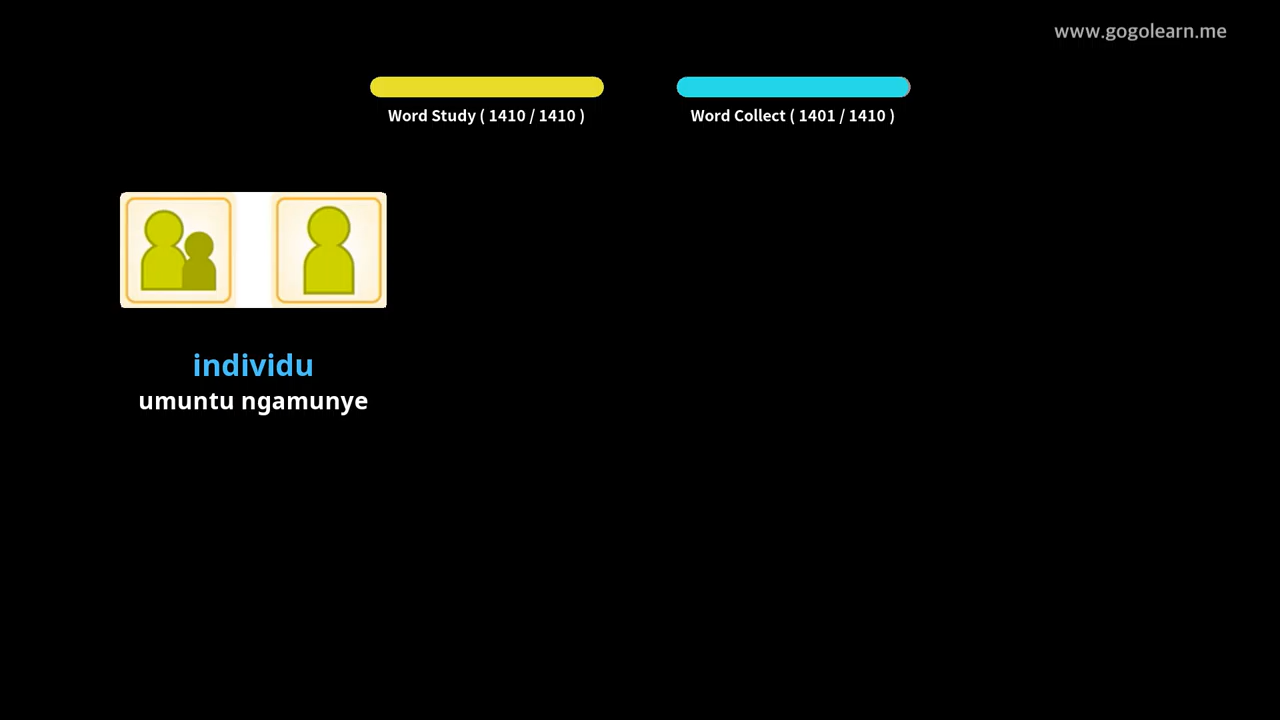 www.gogolearn.me
Word Study ( 1410 / 1410 )
Word Collect ( 1401 / 1410 )
individu
umuntu ngamunye